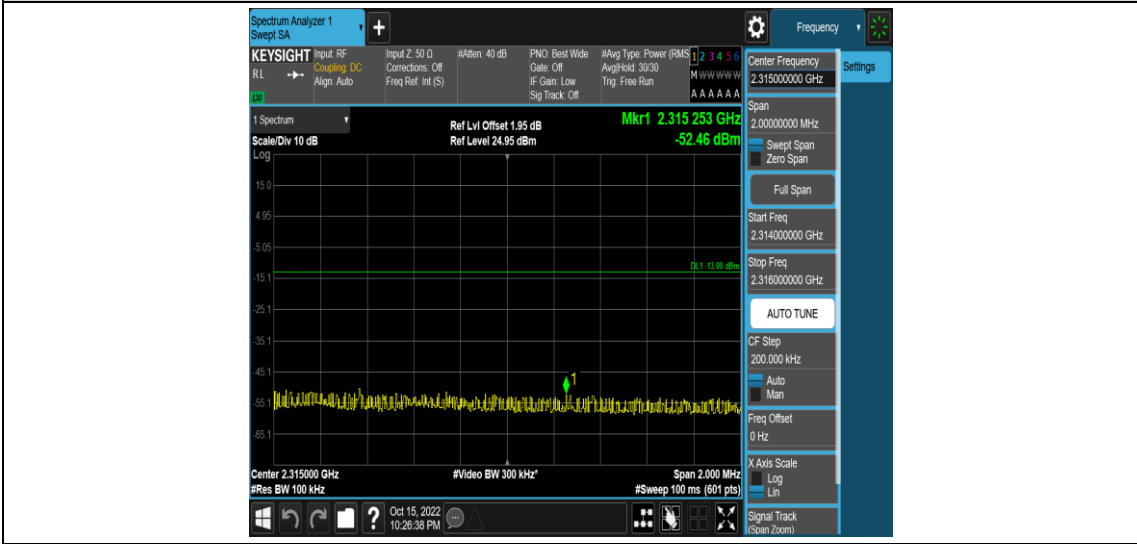 Spectrum Analyzer 1
Swept SA
+
Frequency
KEYSIGHT
RL
Input: RF
Coupling: DC
Align: Auto
Input Z: 50 Ω
Corrections: Off
Freq Ref: Int (S)
#Atten: 40 dB
PNO: Best Wide
Gate: Off
IF Gain: Low
Sig Track: Off
#Avg Type: Power (RMS
Avg|Hold: 30/30
Trig: Free Run
1 2 3 4 5 6
M W W W W W
A A A A A A
1 Spectrum
Scale/Div 10 dB
Log
Ref Lvl Offset 1.95 dB
Ref Level 24.95 dBm
Mkr1 2.315 253 GHz
-52.46 dBm
15.0
4.95
-5.05
DL1 -13.00 dBm
-15.1
-25.1
-35.1
-45.1
1
-55.1
-65.1
Center 2.315000 GHz
#Res BW 100 kHz
#Video BW 300 kHz*
Span 2.000 MHz
#Sweep 100 ms (601 pts)
?
Oct 15, 2022
10:26:38 PM
Center Frequency
2.315000000 GHz
Settings
Span
2.00000000 MHz
Swept Span
Zero Span
Full Span
Start Freq
2.314000000 GHz
Stop Freq
2.316000000 GHz
AUTO TUNE
CF Step
200.000 kHz
Auto
Man
Freq Offset
0 Hz
X Axis Scale
Log
Lin
Signal Track
(Span Zoom)